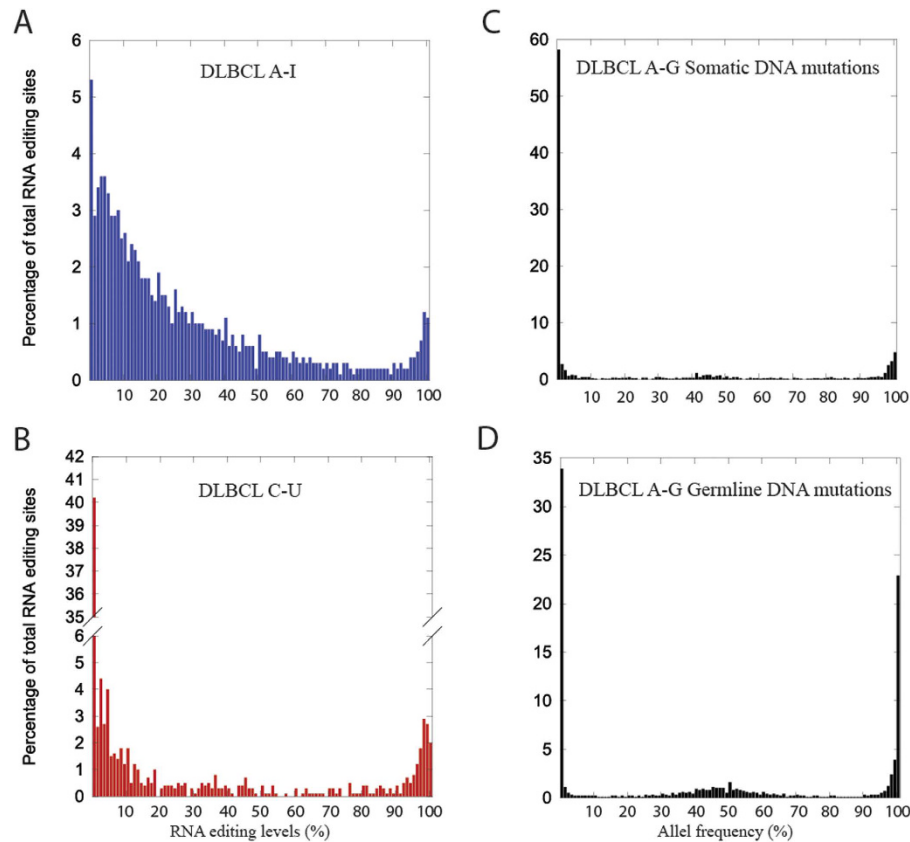 A
DLBCL A-I
Percentage of total RNA editing sites
6
5
4
3
2
1
0
10 20 30 40 50 60 70 80 90 100
B
DLBCL C-U
Percentage of total RNA editing sites
42
41
40
39
38
37
36
35
6
5
4
3
2
1
0
10 20 30 40 50 60 70 80 90 100
RNA editing levels (%)
C
DLBCL A-G Somatic DNA mutations
60
50
40
30
20
10
0
10 20 30 40 50 60 70 80 90 100
D
DLBCL A-G Germline DNA mutations
35
30
25
20
15
10
5
0
10 20 30 40 50 60 70 80 90 100
Allel frequency (%)